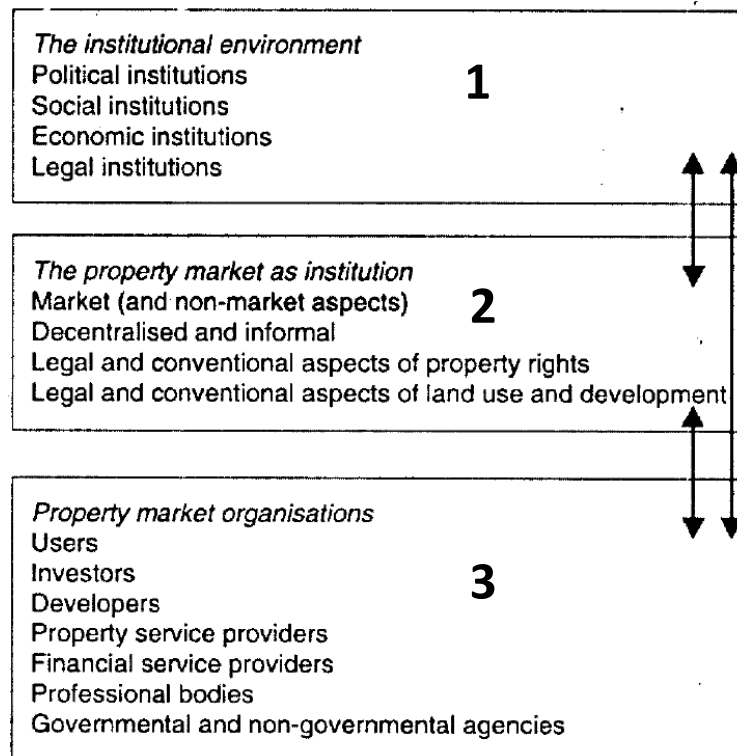 The institutional environment
Political institutions
Social institutions
Economic institutions
Legal institutions
1
The property market as institution
Market (and non-market aspects)
Decentralised and informal
Legal and conventional aspects of property rights
Legal and conventional aspects of land use and development
2
Property market organisations
Users
Investors
Developers
Property service providers
Financial service providers
Professional bodies
Governmental and non-governmental agencies
3